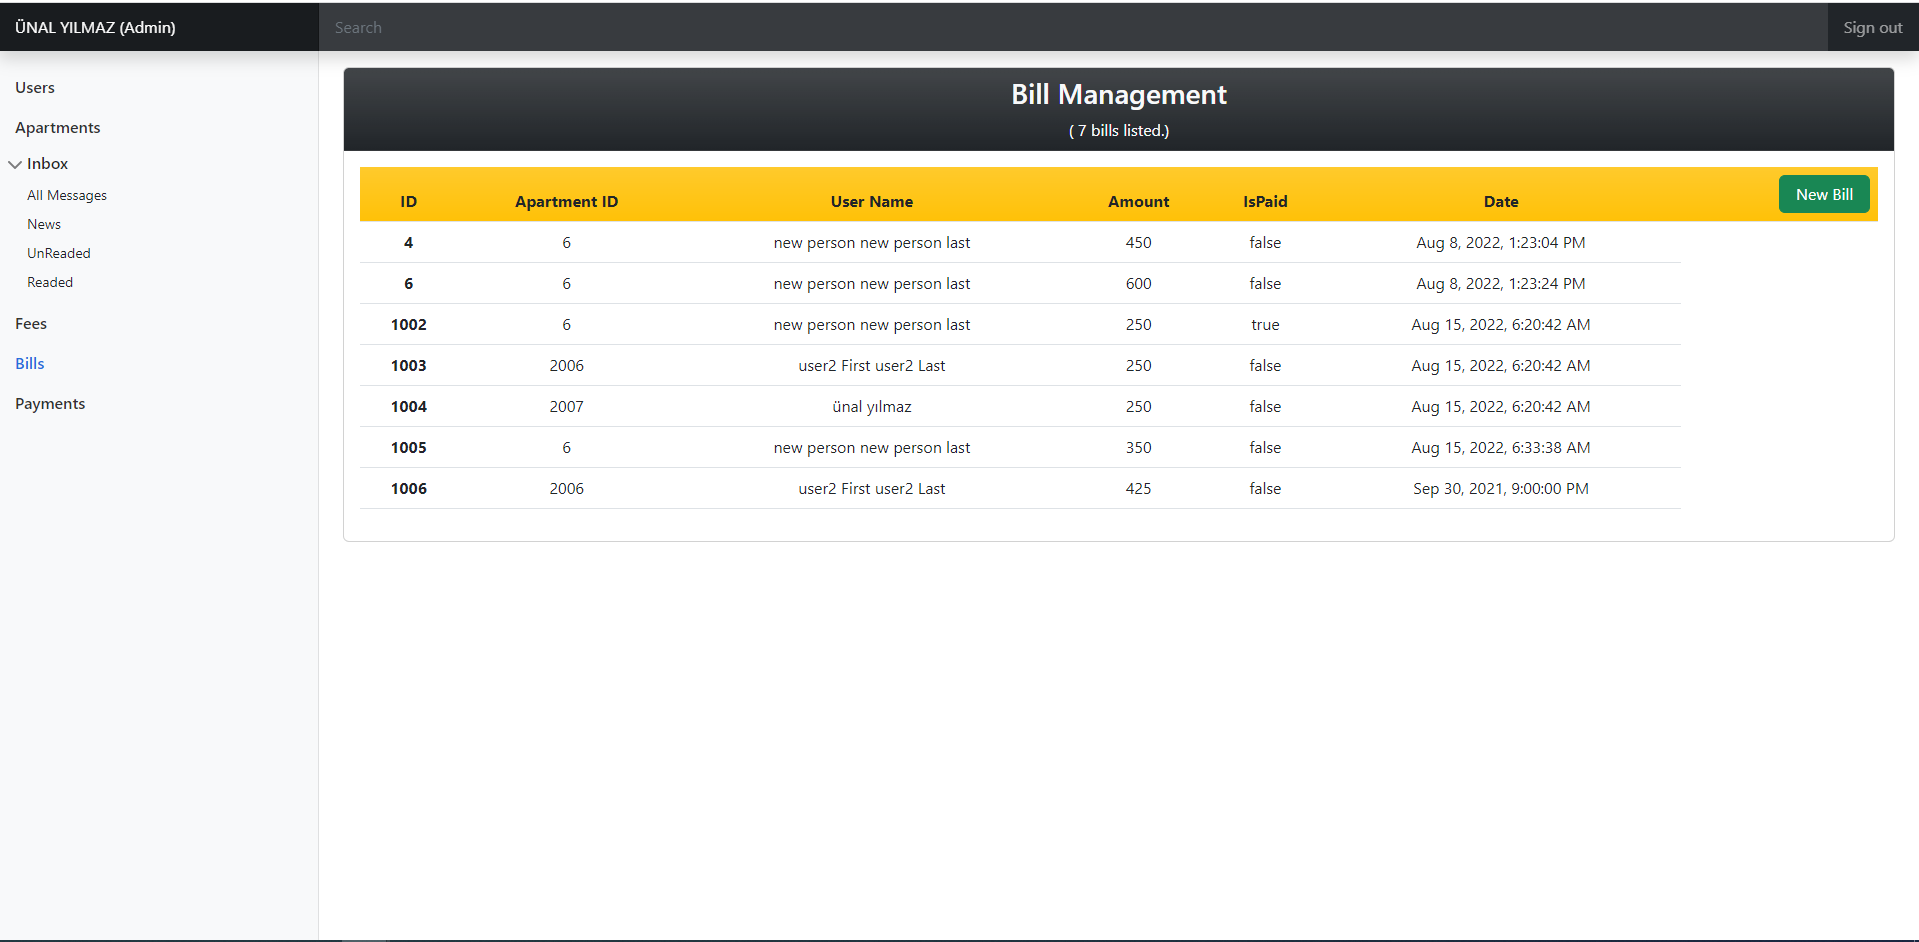 ÜNAL YILMAZ (Admin) Search Sign out
Users
Apartments
Inbox
All Messages
News
UnReaded
Readed
Fees
Bills
Payments
Bill Management
( 7 bills listed.)
ID Apartment ID User Name Amount IsPaid Date New Bill
4 6 new person new person last 450 false Aug 8, 2022, 1:23:04 PM
6 6 new person new person last 600 false Aug 8, 2022, 1:23:24 PM
1002 6 new person new person last 250 true Aug 15, 2022, 6:20:42 AM
1003 2006 user2 First user2 Last 250 false Aug 15, 2022, 6:20:42 AM
1004 2007 ünal yılmaz 250 false Aug 15, 2022, 6:20:42 AM
1005 6 new person new person last 350 false Aug 15, 2022, 6:33:38 AM
1006 2006 user2 First user2 Last 425 false Sep 30, 2021, 9:00:00 PM